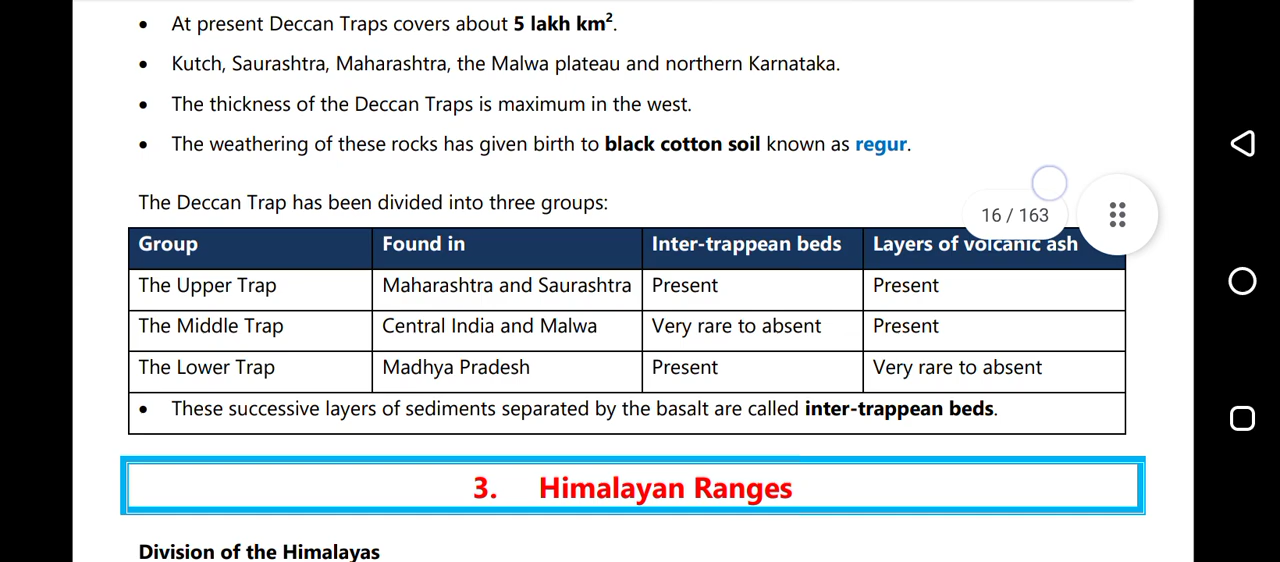 • At present Deccan Traps covers about 5 lakh km².
• Kutch, Saurashtra, Maharashtra, the Malwa plateau and northern Karnataka.
• The thickness of the Deccan Traps is maximum in the west.
• The weathering of these rocks has given birth to black cotton soil known as regur.
The Deccan Trap has been divided into three groups:
16 / 163
Group Found in Inter-trappean beds Layers of volcanic ash
The Upper Trap Maharashtra and Saurashtra Present Present
The Middle Trap Central India and Malwa Very rare to absent Present
The Lower Trap Madhya Pradesh Present Very rare to absent
• These successive layers of sediments separated by the basalt are called inter-trappean beds.
3. Himalayan Ranges
Division of the Himalayas